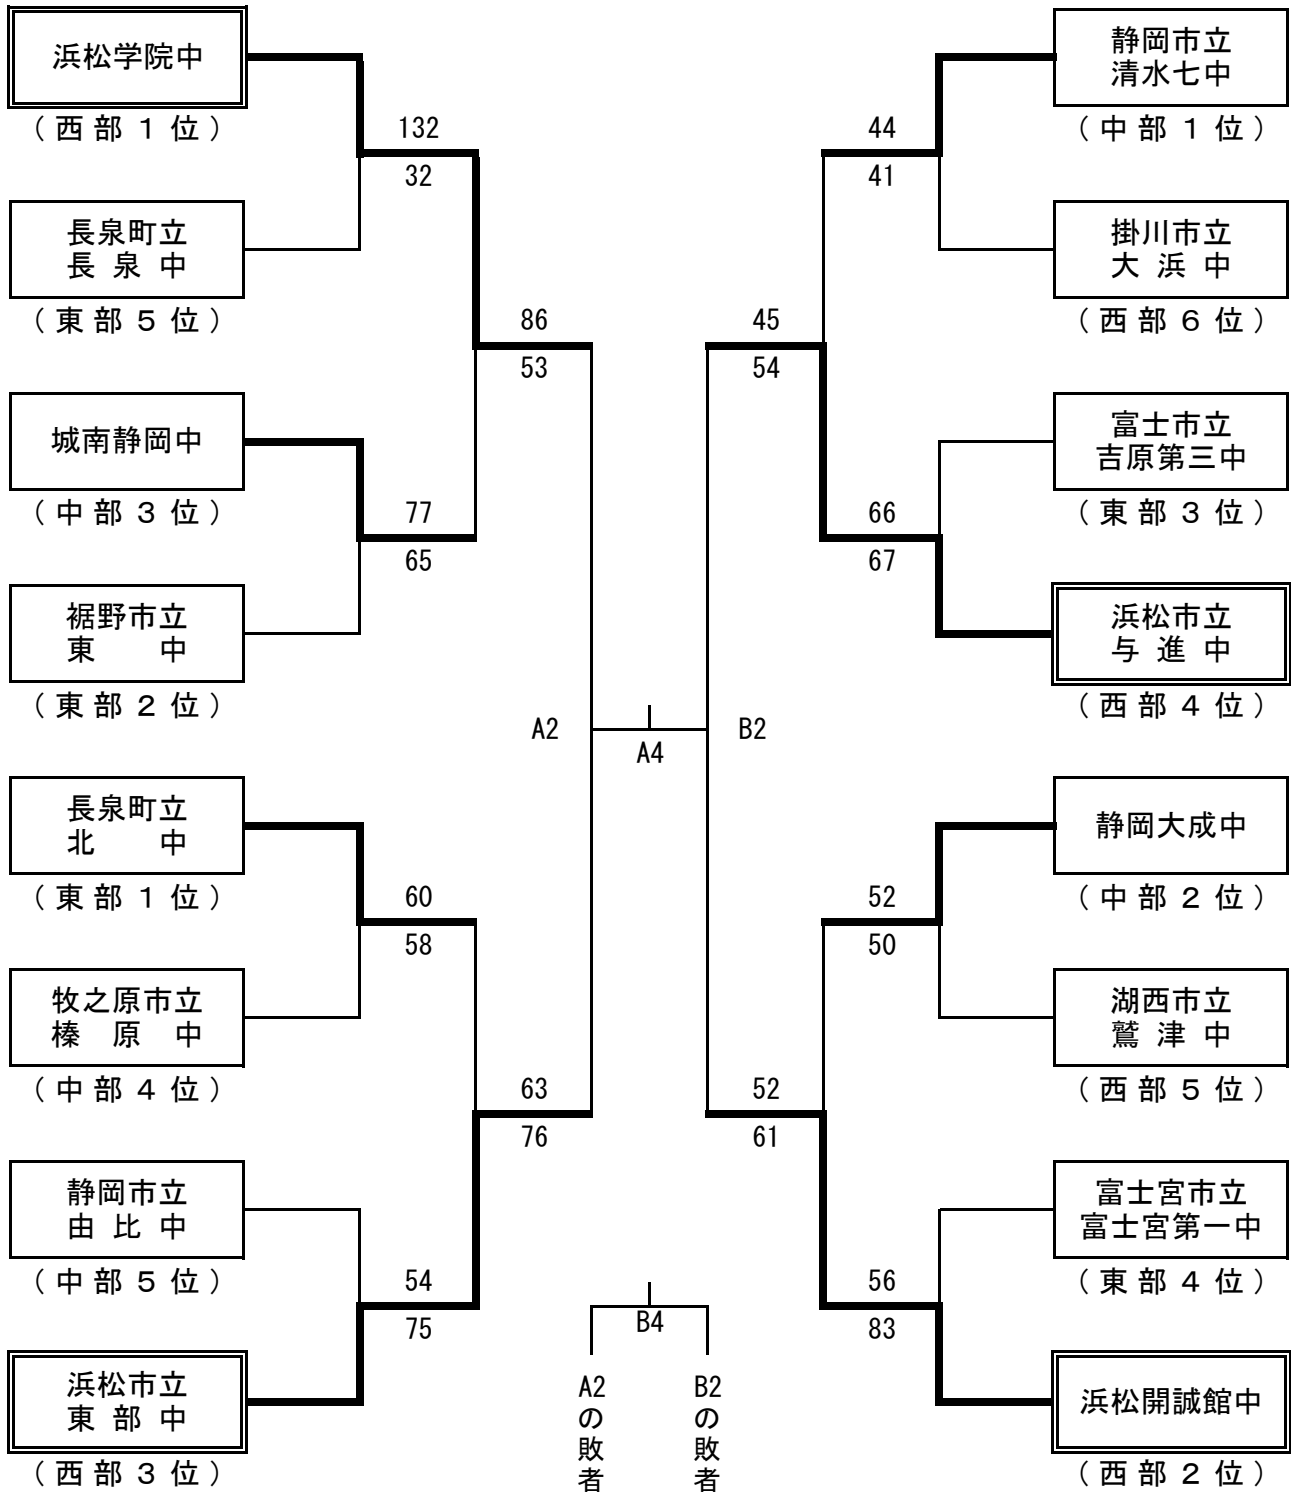 浜松学院中
（西部１位）
132
32
長泉町立
長泉中
（東部５位）
86
53
城南静岡中
（中部３位）
77
65
裾野市立
東　中
（東部２位）
A2
長泉町立
北　中
（東部１位）
60
58
牧之原市立
榛原中
（中部４位）
63
76
静岡市立
由比中
（中部５位）
54
75
浜松市立
東部中
（西部３位）
A4
B4
A2の敗者
B2の敗者
静岡市立
清水七中
（中部１位）
44
41
掛川市立
大浜中
（西部６位）
45
54
富士市立
吉原第三中
（東部３位）
66
67
浜松市立
与進中
（西部４位）
B2
静岡大成中
（中部２位）
52
50
湖西市立
鷲津中
（西部５位）
52
61
富士宮市立
富士宮第一中
（東部４位）
56
83
浜松開誠館中
（西部２位）